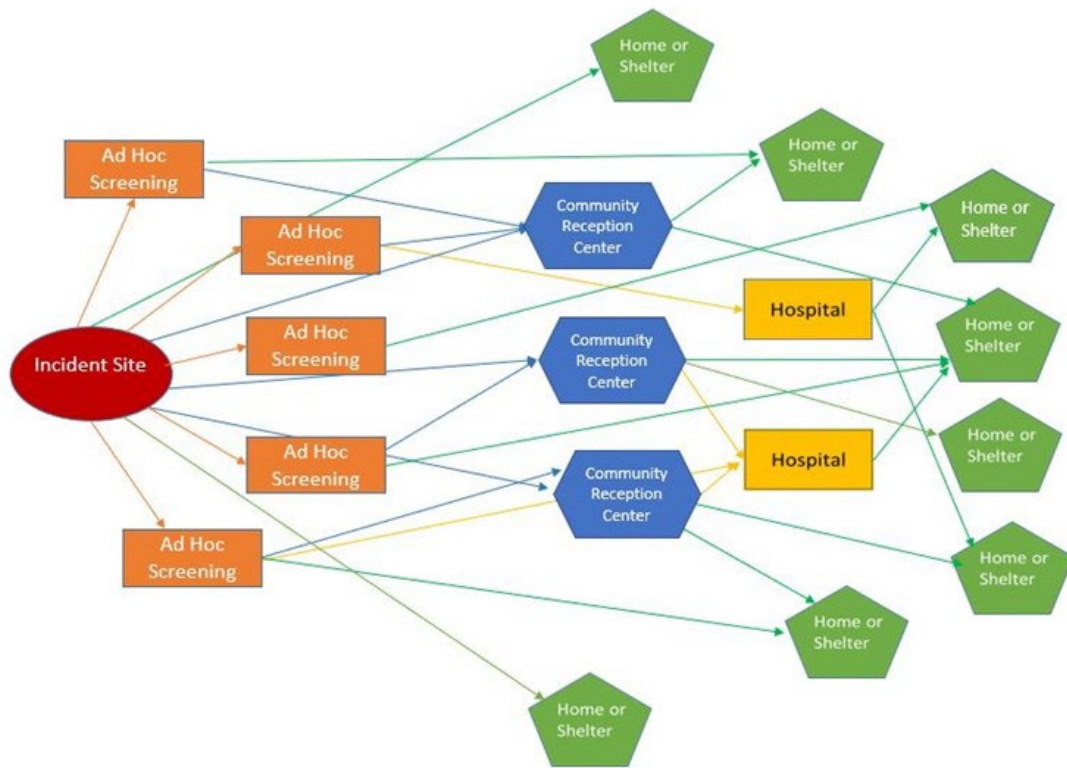 Home or
Shelter
Ad Hoc
Screening
Home or
Shelter
Community
Reception
Center
Home or
Shelter
Ad Hoc
Screening
Hospital
Home or
Shelter
Ad Hoc
Screening
Incident Site
Community
Reception
Center
Home or
Shelter
Ad Hoc
Screening
Hospital
Community
Reception
Center
Ad Hoc
Screening
Home or
Shelter
Home or
Shelter
Home or
Shelter